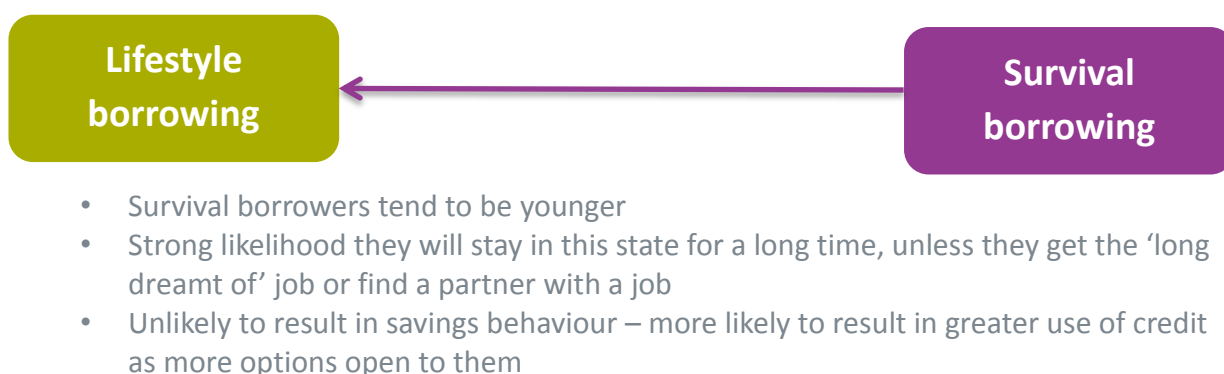 Lifestyle
borrowing
Survival
borrowing
• Survival borrowers tend to be younger
• Strong likelihood they will stay in this state for a long time, unless they get the ‘long
dreamt of’ job or find a partner with a job
• Unlikely to result in savings behaviour – more likely to result in greater use of credit
as more options open to them